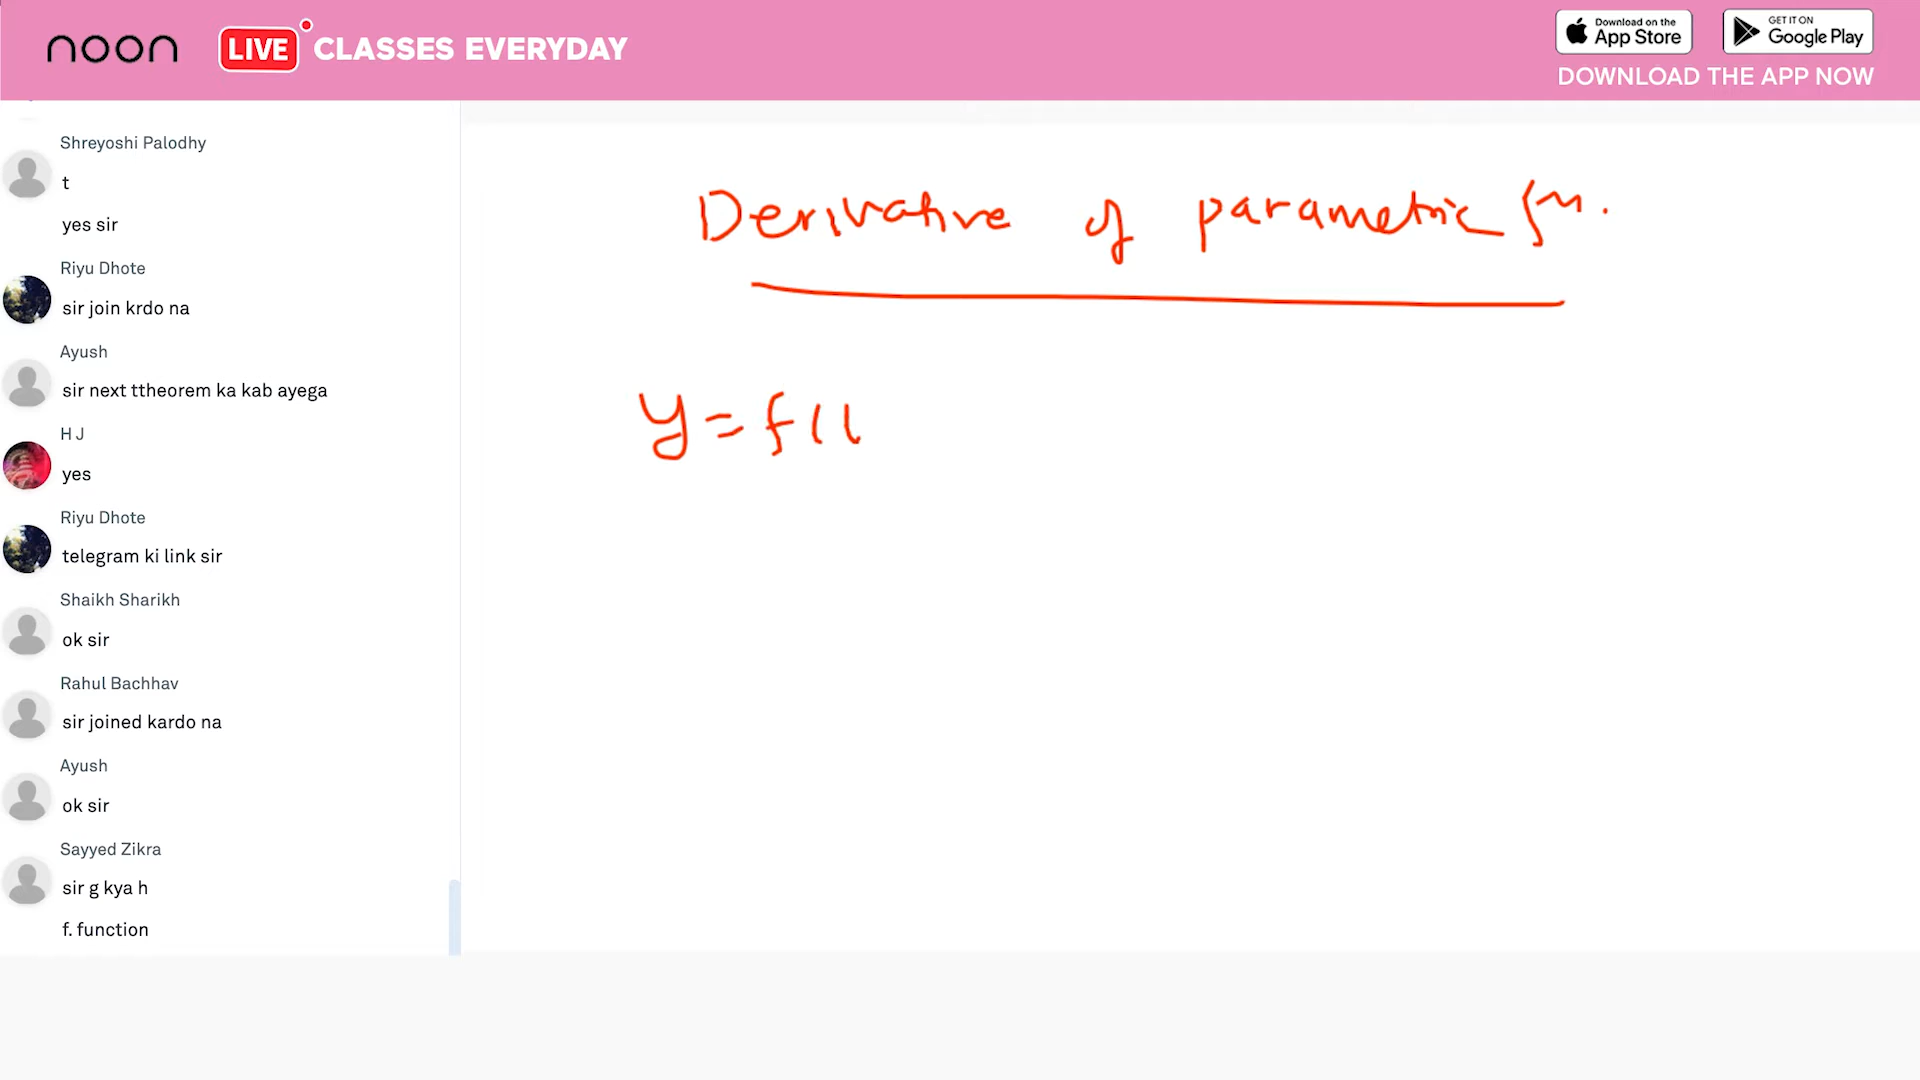 noon LIVE CLASSES EVERYDAY
Download on the App Store
GET IT ON Google Play
DOWNLOAD THE APP NOW
Shreyoshi Palodhy
t
yes sir
Riyu Dhote
sir join krdo na
Ayush
sir next ttheorem ka kab ayega
H J
yes
Riyu Dhote
telegram ki link sir
Shaikh Sharikh
ok sir
Rahul Bachhav
sir joined kardo na
Ayush
ok sir
Sayyed Zikra
sir g kya h
f. function
Derivative of parametric fn.
y = f(